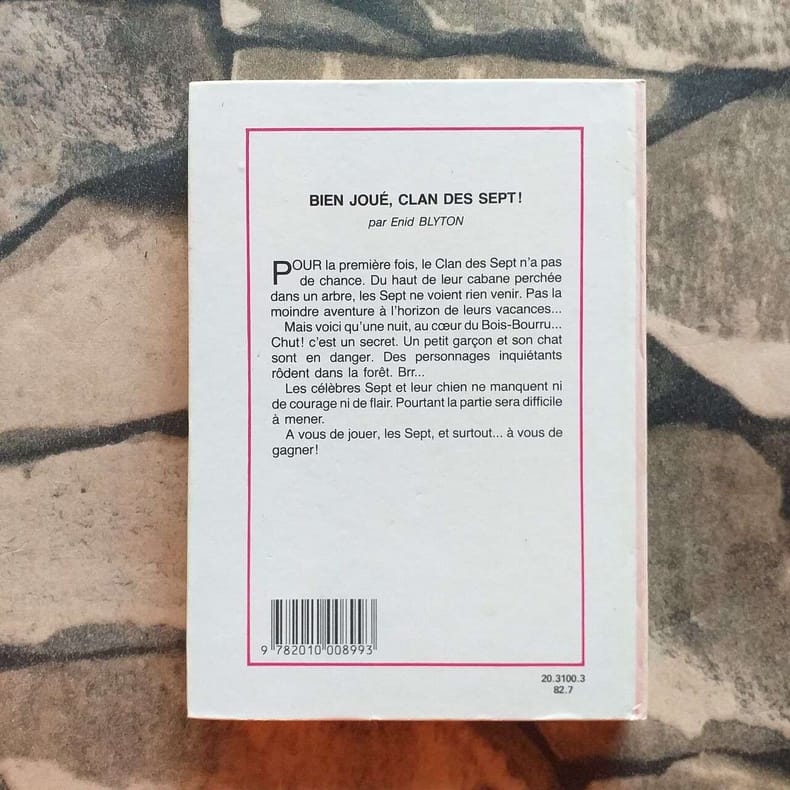 BIEN JOUÉ, CLAN DES SEPT !
par Enid BLYTON
POUR la première fois, le Clan des Sept n'a pas
de chance. Du haut de leur cabane perchée
dans un arbre, les Sept ne voient rien venir. Pas la
moindre aventure à l'horizon de leurs vacances...
Mais voici qu'une nuit, au cœur du Bois-Bourru...
Chut! c'est un secret. Un petit garçon et son chat
sont en danger. Des personnages inquiétants
rôdent dans la forêt. Brr...
Les célèbres Sept et leur chien ne manquent ni
de courage ni de flair. Pourtant la partie sera difficile
à mener.
A vous de jouer, les Sept, et surtout... à vous de
gagner!
9 782010 008993
20.3100.3
82.7